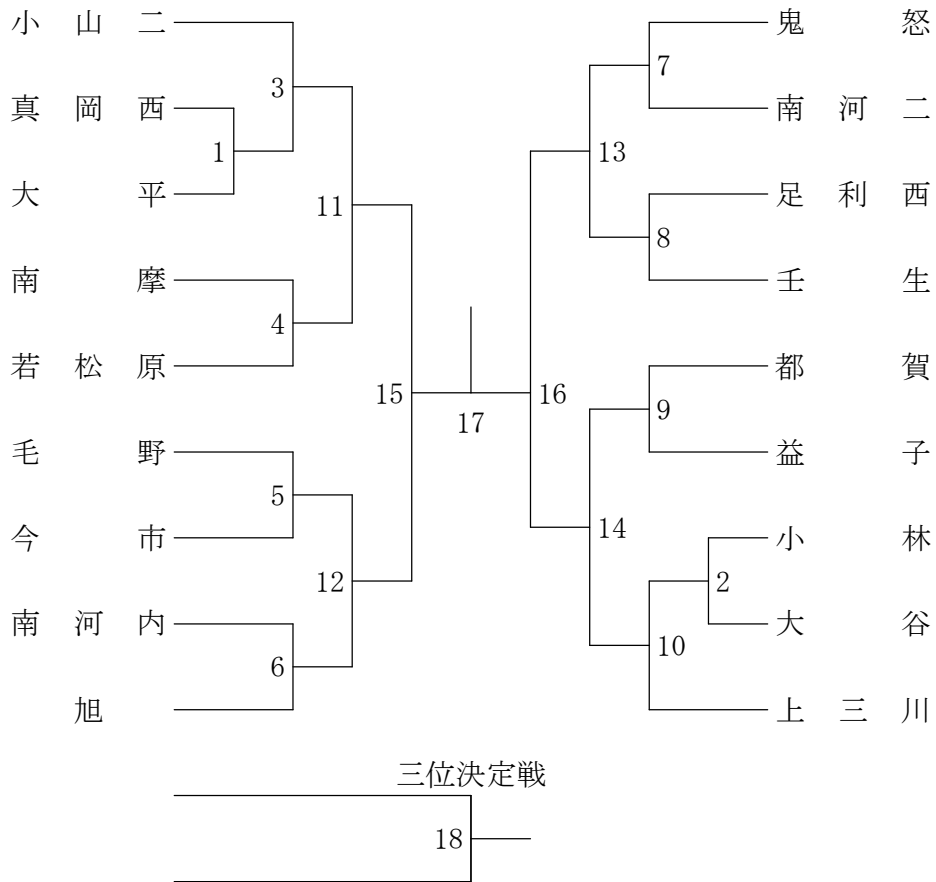 小山二 鬼怒
3 7
真岡西 南河二
1 13
大平 足利西
11
8
南摩 壬生
4
若松原 都賀
15 16
9
17
毛野 益子
5
今市 小林
14
12 2
南河内 大谷
10
6
旭 上三川
三位決定戦
18